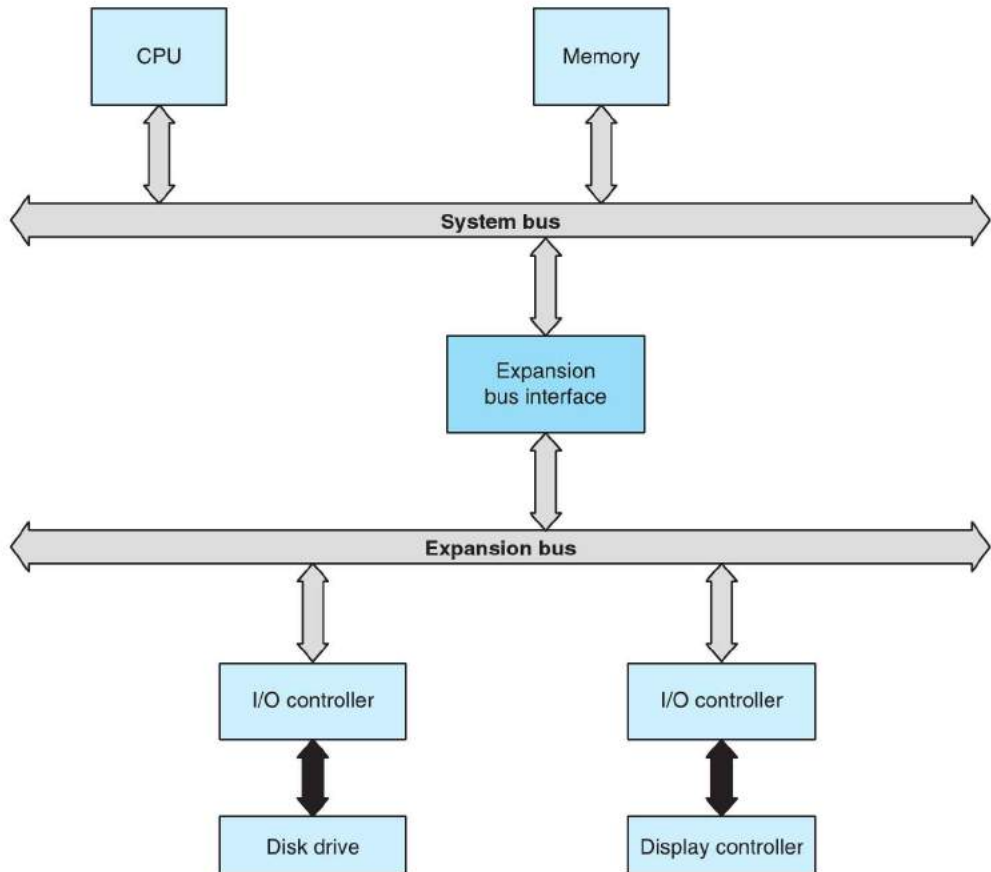 CPU
Memory
System bus
Expansion
bus interface
Expansion bus
I/O controller
I/O controller
Disk drive
Display controller